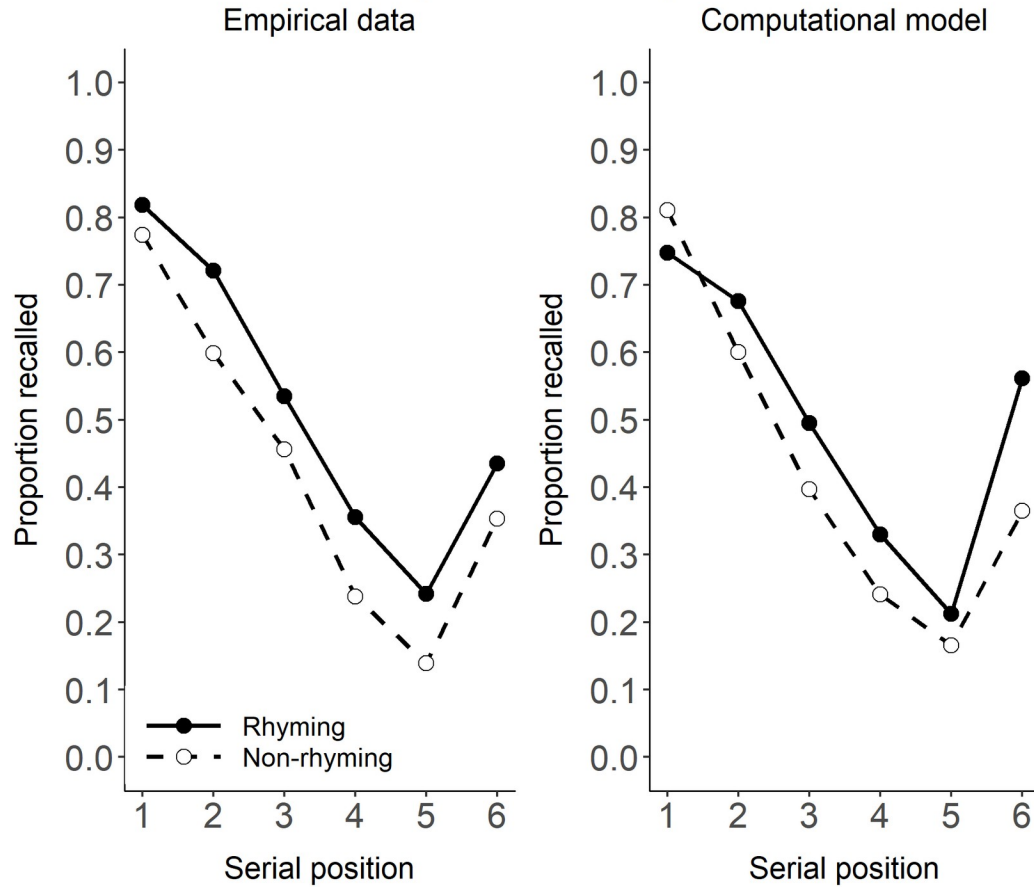 Empirical data
Proportion recalled
1.0
0.9
0.8
0.7
0.6
0.5
0.4
0.3
0.2
0.1
0.0
Rhyming
Non-rhyming
1 2 3 4 5 6
Serial position
Computational model
Proportion recalled
1.0
0.9
0.8
0.7
0.6
0.5
0.4
0.3
0.2
0.1
0.0
1 2 3 4 5 6
Serial position